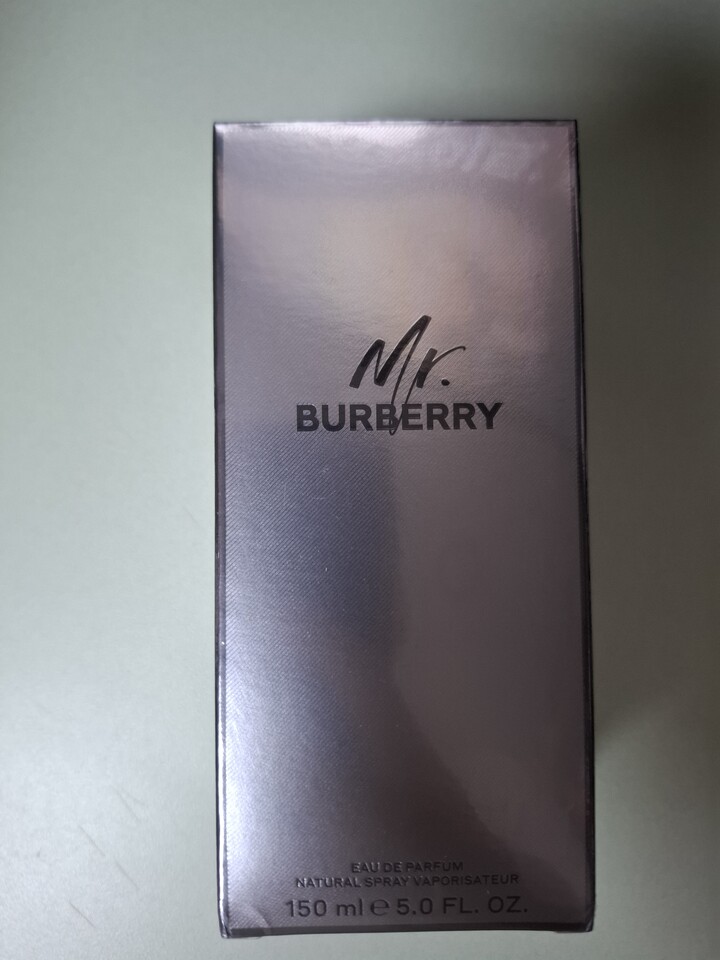 Mr.
BURBERRY
EAU DE PARFUM
NATURAL SPRAY VAPORISATEUR
150 ml ℮ 5.0 FL. OZ.